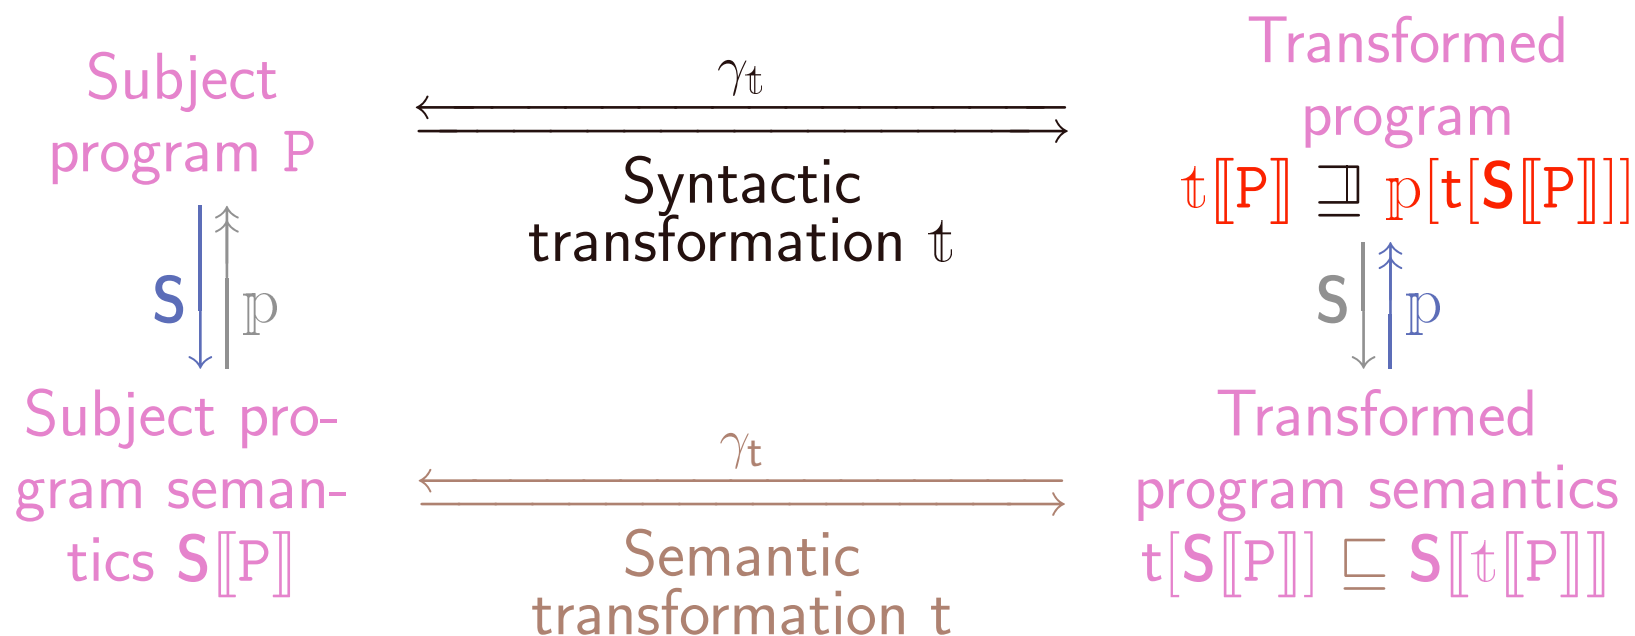 Subject
program P
γ𝕥
Syntactic
transformation 𝕥
Transformed
program
𝕥⟦P⟧ ⊒ 𝕡[t[S⟦P⟧]]
S
𝕡
S
𝕡
Subject pro-
gram seman-
tics S⟦P⟧
γt
Semantic
transformation t
Transformed
program semantics
t[S⟦P⟧] ⊑ S⟦𝕥⟦P⟧⟧